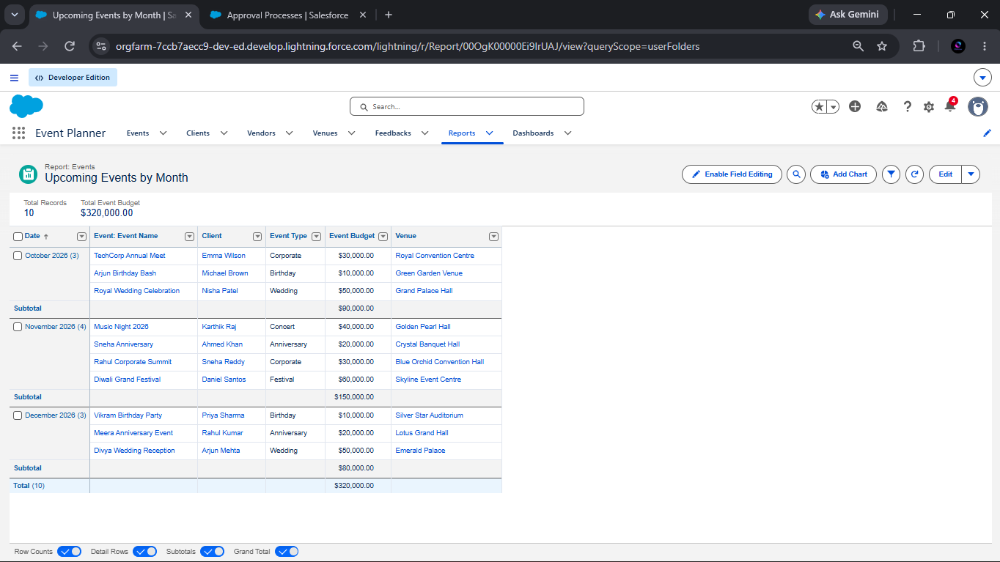 Upcoming Events by Month | Sa
Approval Processes | Salesforce
Ask Gemini
orgfarm-7ccb7aecc9-dev-ed.develop.lightning.force.com/lightning/r/Report/00OgK00000Ei9IrUAJ/view?queryScope=userFolders
Developer Edition
Search...
4
Event Planner Events Clients Vendors Venues Feedbacks Reports Dashboards
Report: Events
Upcoming Events by Month
Enable Field Editing Add Chart Edit
Total Records Total Event Budget
10 $320,000.00
Date ↑ Event: Event Name Client Event Type Event Budget Venue
October 2026 (3) TechCorp Annual Meet Emma Wilson Corporate $30,000.00 Royal Convention Centre
Arjun Birthday Bash Michael Brown Birthday $10,000.00 Green Garden Venue
Royal Wedding Celebration Nisha Patel Wedding $50,000.00 Grand Palace Hall
Subtotal $90,000.00
November 2026 (4) Music Night 2026 Karthik Raj Concert $40,000.00 Golden Pearl Hall
Sneha Anniversary Ahmed Khan Anniversary $20,000.00 Crystal Banquet Hall
Rahul Corporate Summit Sneha Reddy Corporate $30,000.00 Blue Orchid Convention Hall
Diwali Grand Festival Daniel Santos Festival $60,000.00 Skyline Event Centre
Subtotal $150,000.00
December 2026 (3) Vikram Birthday Party Priya Sharma Birthday $10,000.00 Silver Star Auditorium
Meera Anniversary Event Rahul Kumar Anniversary $20,000.00 Lotus Grand Hall
Divya Wedding Reception Arjun Mehta Wedding $50,000.00 Emerald Palace
Subtotal $80,000.00
Total (10) $320,000.00
Row Counts Detail Rows Subtotals Grand Total